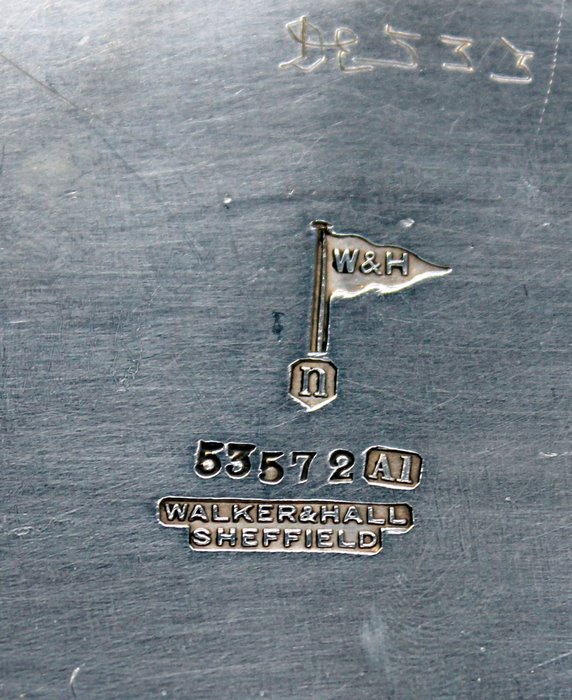 W&H
n
53572 A1
WALKER&HALL
SHEFFIELD